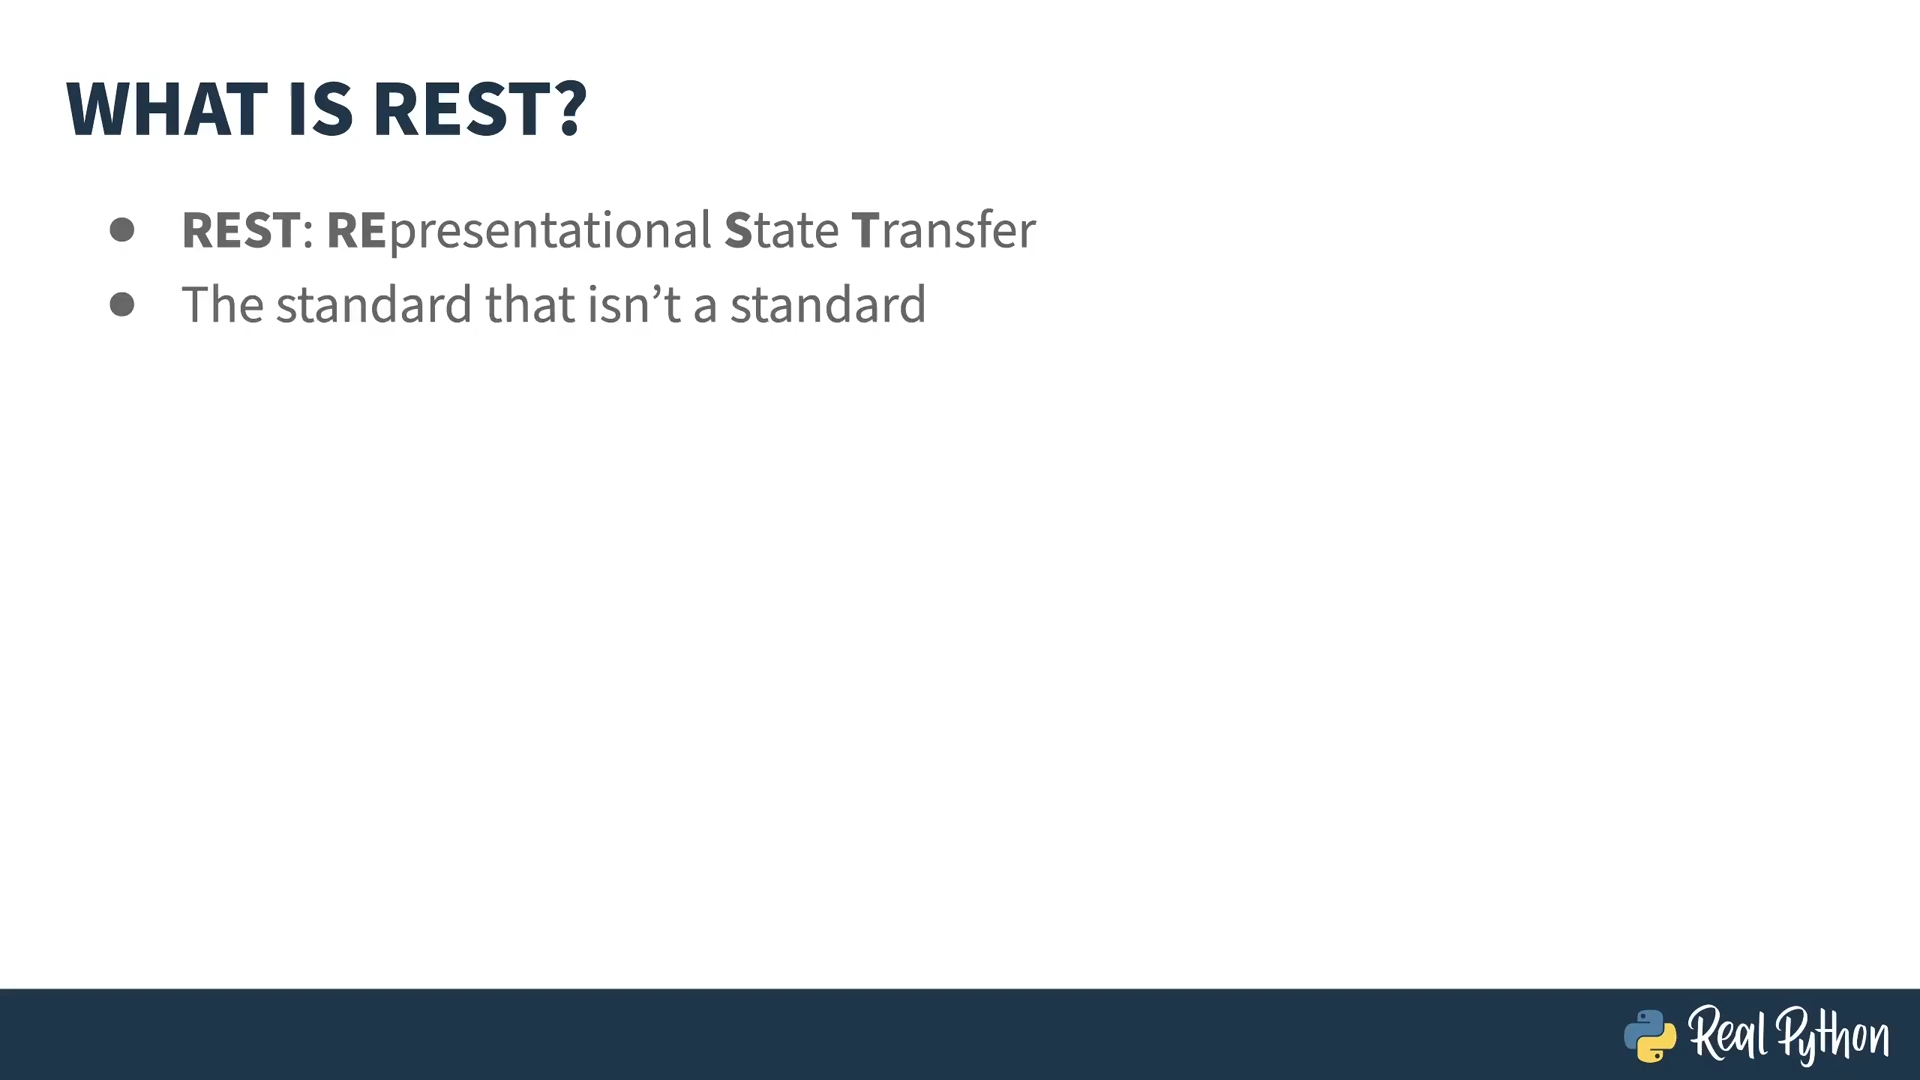 WHAT IS REST?
● REST: REpresentational State Transfer
● The standard that isn’t a standard
Real Python